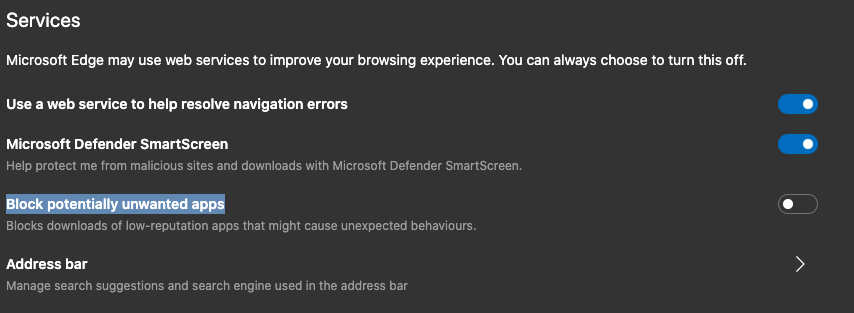 Services
Microsoft Edge may use web services to improve your browsing experience. You can always choose to turn this off.
Use a web service to help resolve navigation errors
Microsoft Defender SmartScreen
Help protect me from malicious sites and downloads with Microsoft Defender SmartScreen.
Block potentially unwanted apps
Blocks downloads of low-reputation apps that might cause unexpected behaviours.
Address bar
Manage search suggestions and search engine used in the address bar